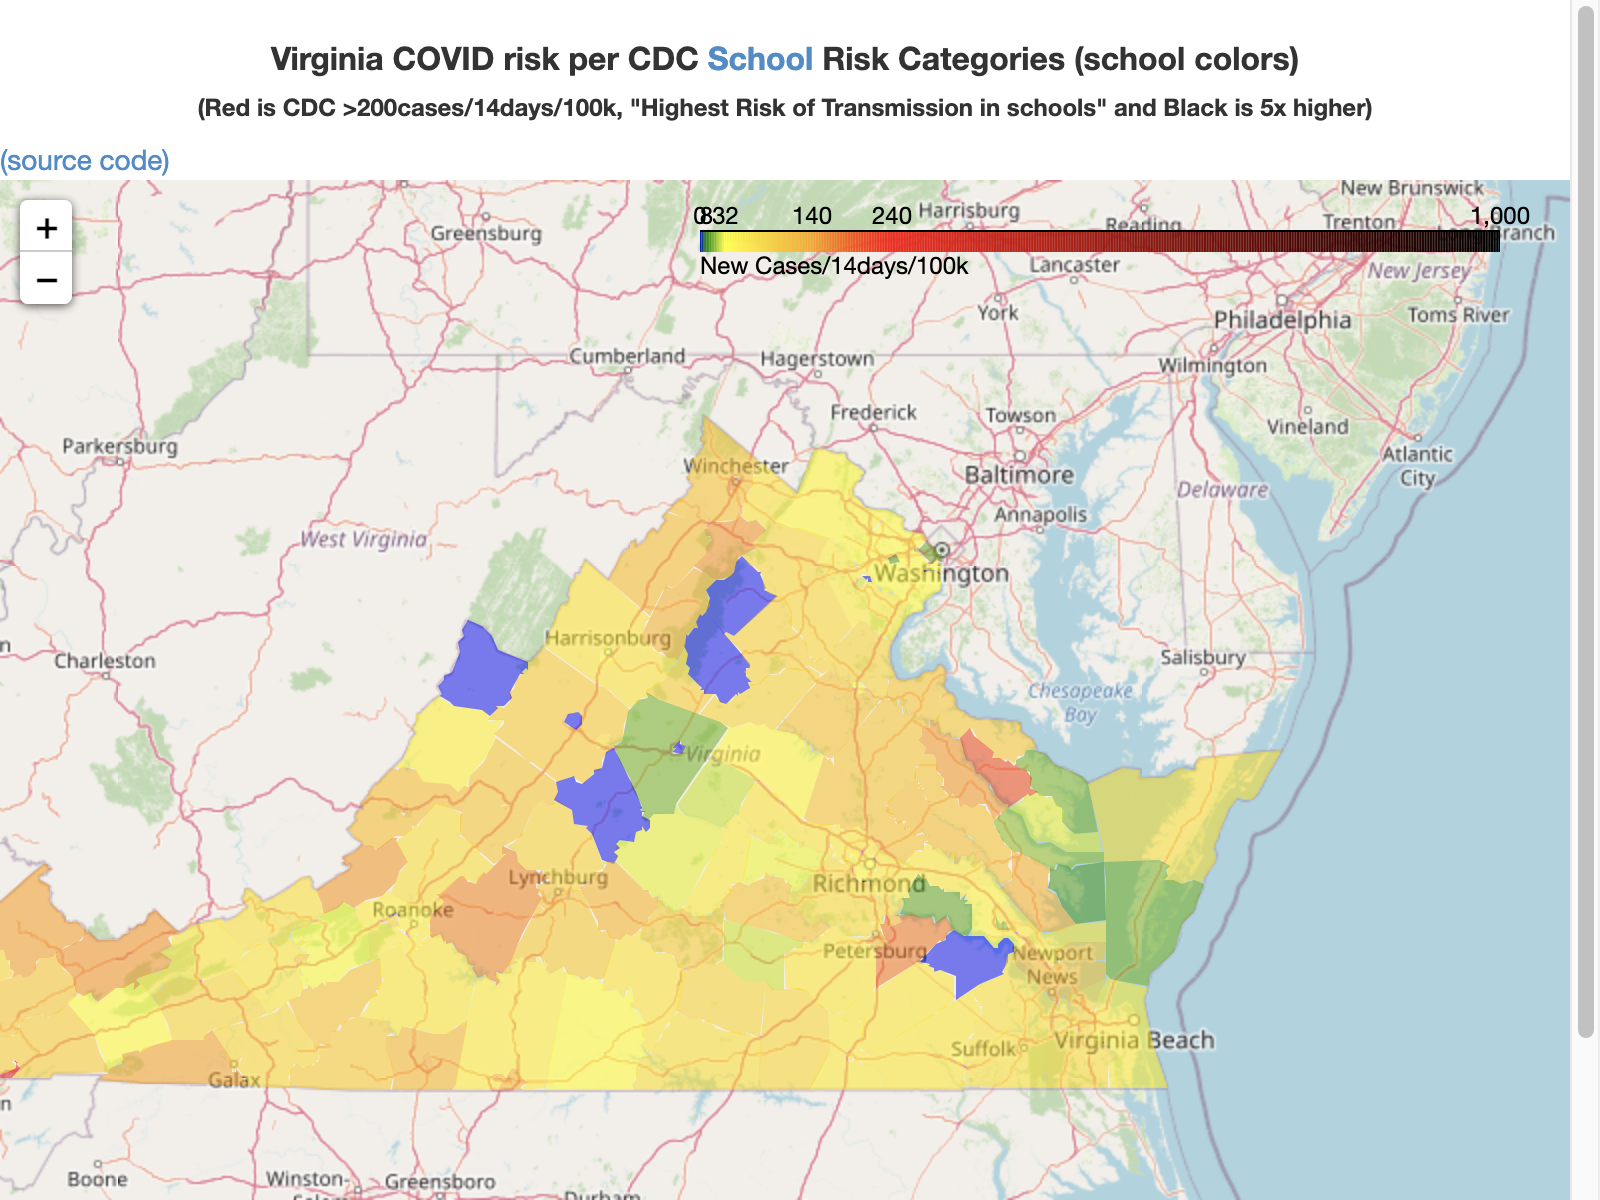 Virginia COVID risk per CDC School Risk Categories (school colors)
(Red is CDC >200cases/14days/100k, "Highest Risk of Transmission in schools" and Black is 5x higher)
(source code)
+
−
0 8 32 140 240 1,000
New Cases/14days/100k
New Brunswick
Harrisburg
Reading
Trenton
Greensburg
Branch
Lancaster
New Jersey
York
Philadelphia
Toms River
Cumberland
Hagerstown
Wilmington
Frederick
Towson
Vineland
Parkersburg
Winchester
Baltimore
Atlantic
City
Delaware
Annapolis
West Virginia
Washington
Harrisonburg
Charleston
Salisbury
Chesapeake
Bay
Virginia
Lynchburg
Richmond
Roanoke
Petersburg
Newport
News
Suffolk
Virginia Beach
Galax
n
n
Boone
Winston-
Greensboro
Durham